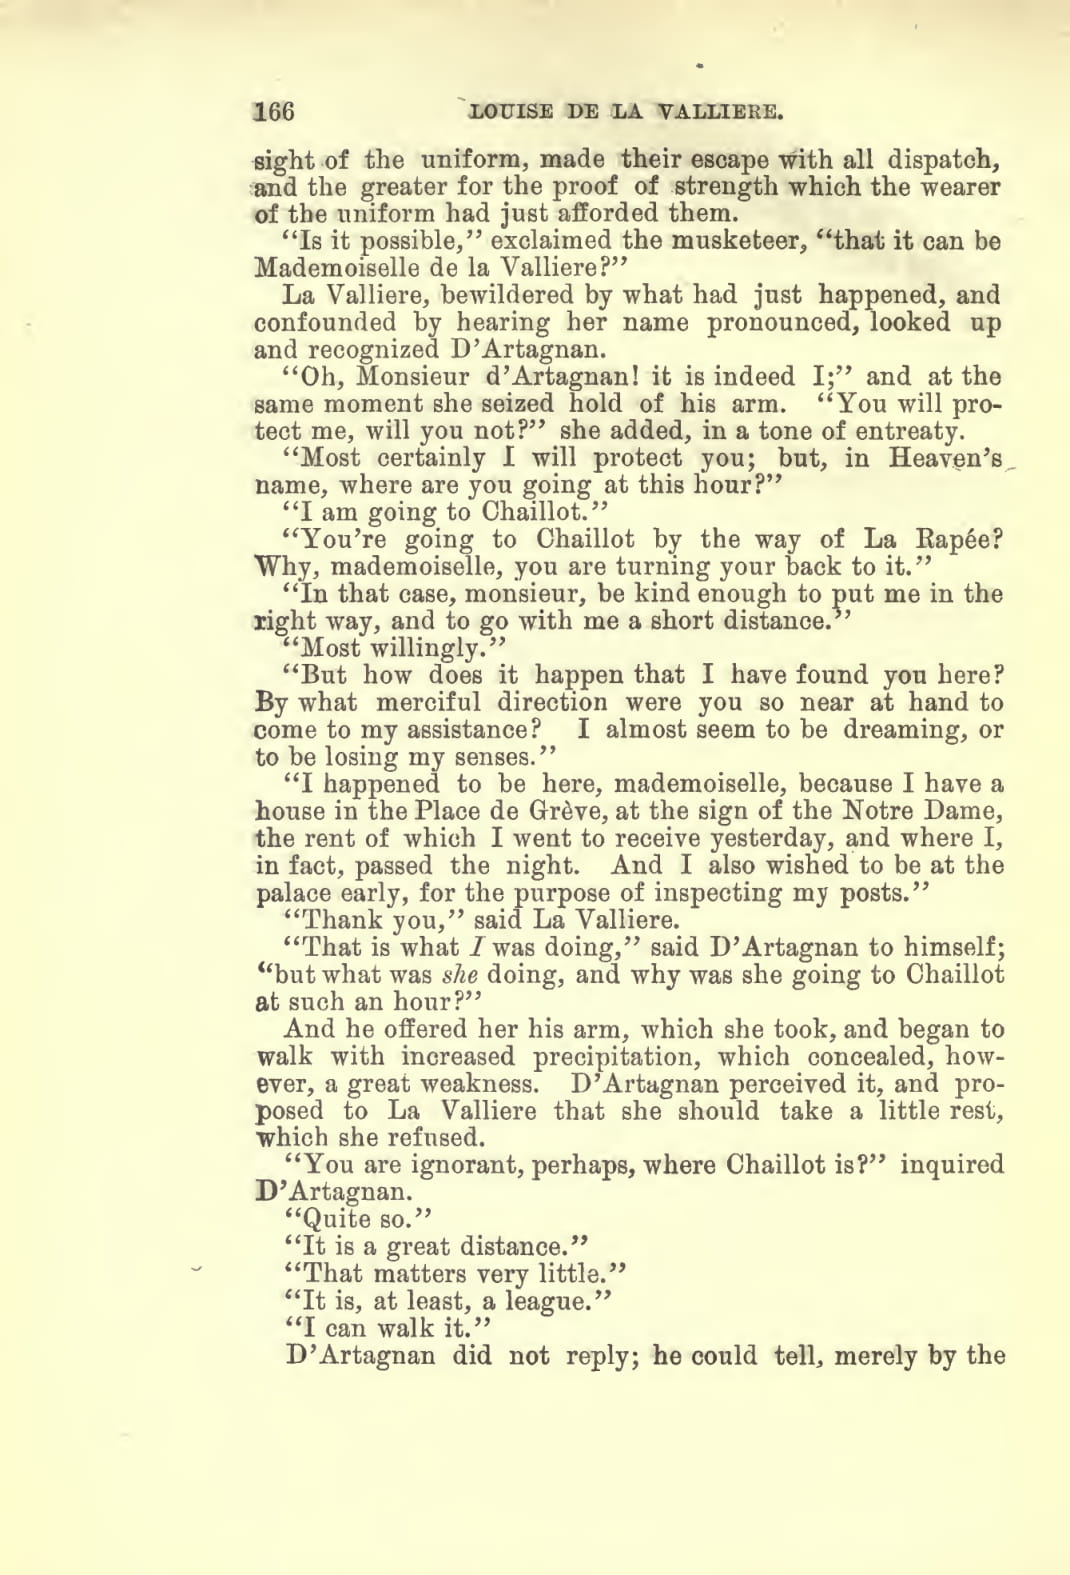 166 LOUISE DE LA VALLIERE.
sight of the uniform, made their escape with all dispatch,
and the greater for the proof of strength which the wearer
of the uniform had just afforded them.
“Is it possible,” exclaimed the musketeer, “that it can be
Mademoiselle de la Valliere?”
La Valliere, bewildered by what had just happened, and
confounded by hearing her name pronounced, looked up
and recognized D’Artagnan.
“Oh, Monsieur d’Artagnan! it is indeed I;” and at the
same moment she seized hold of his arm. “You will pro-
tect me, will you not?” she added, in a tone of entreaty.
“Most certainly I will protect you; but, in Heaven’s
name, where are you going at this hour?”
“I am going to Chaillot.”
“You’re going to Chaillot by the way of La Rapée?
Why, mademoiselle, you are turning your back to it.”
“In that case, monsieur, be kind enough to put me in the
right way, and to go with me a short distance.”
“Most willingly.”
“But how does it happen that I have found you here?
By what merciful direction were you so near at hand to
come to my assistance? I almost seem to be dreaming, or
to be losing my senses.”
“I happened to be here, mademoiselle, because I have a
house in the Place de Grève, at the sign of the Notre Dame,
the rent of which I went to receive yesterday, and where I,
in fact, passed the night. And I also wished to be at the
palace early, for the purpose of inspecting my posts.”
“Thank you,” said La Valliere.
“That is what I was doing,” said D’Artagnan to himself;
“but what was she doing, and why was she going to Chaillot
at such an hour?”
And he offered her his arm, which she took, and began to
walk with increased precipitation, which concealed, how-
ever, a great weakness. D’Artagnan perceived it, and pro-
posed to La Valliere that she should take a little rest,
which she refused.
“You are ignorant, perhaps, where Chaillot is?” inquired
D’Artagnan.
“Quite so.”
“It is a great distance.”
“That matters very little.”
“It is, at least, a league.”
“I can walk it.”
D’Artagnan did not reply; he could tell, merely by the